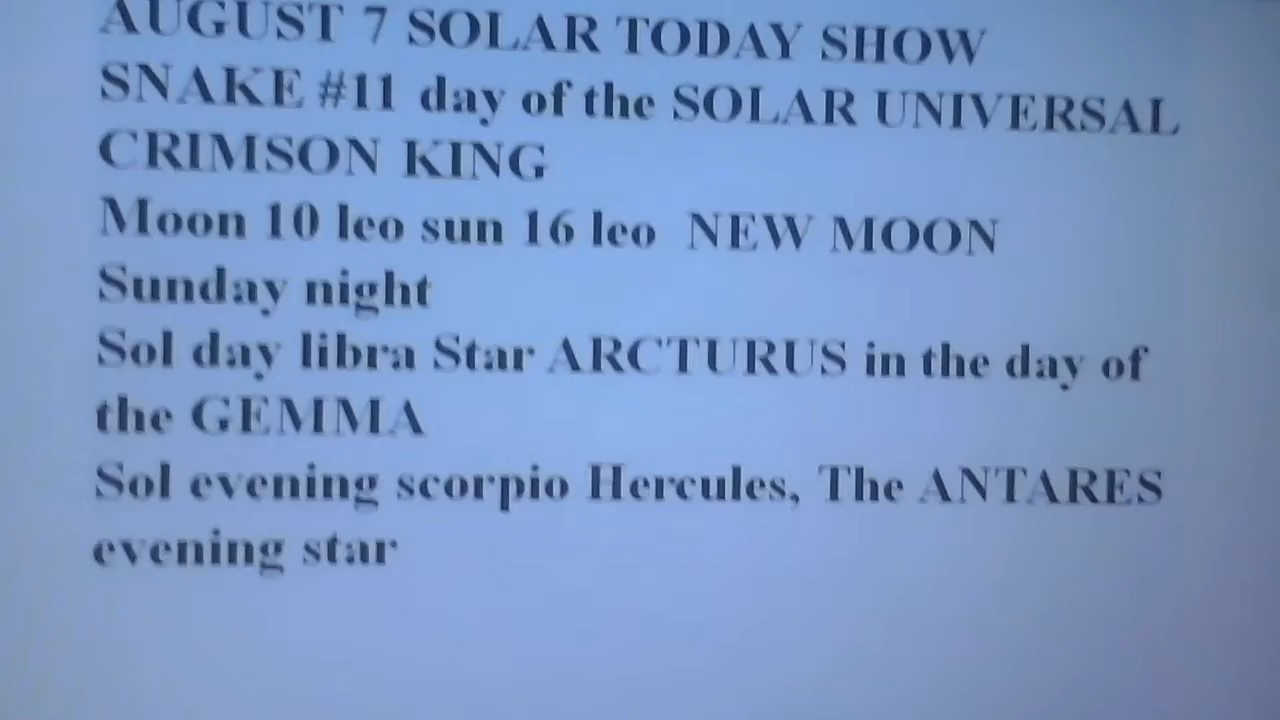 AUGUST 7 SOLAR TODAY SHOW
SNAKE #11 day of the SOLAR UNIVERSAL
CRIMSON KING
Moon 10 leo sun 16 leo NEW MOON
Sunday night
Sol day libra Star ARCTURUS in the day of
the GEMMA
Sol evening scorpio Hercules, The ANTARES
evening star